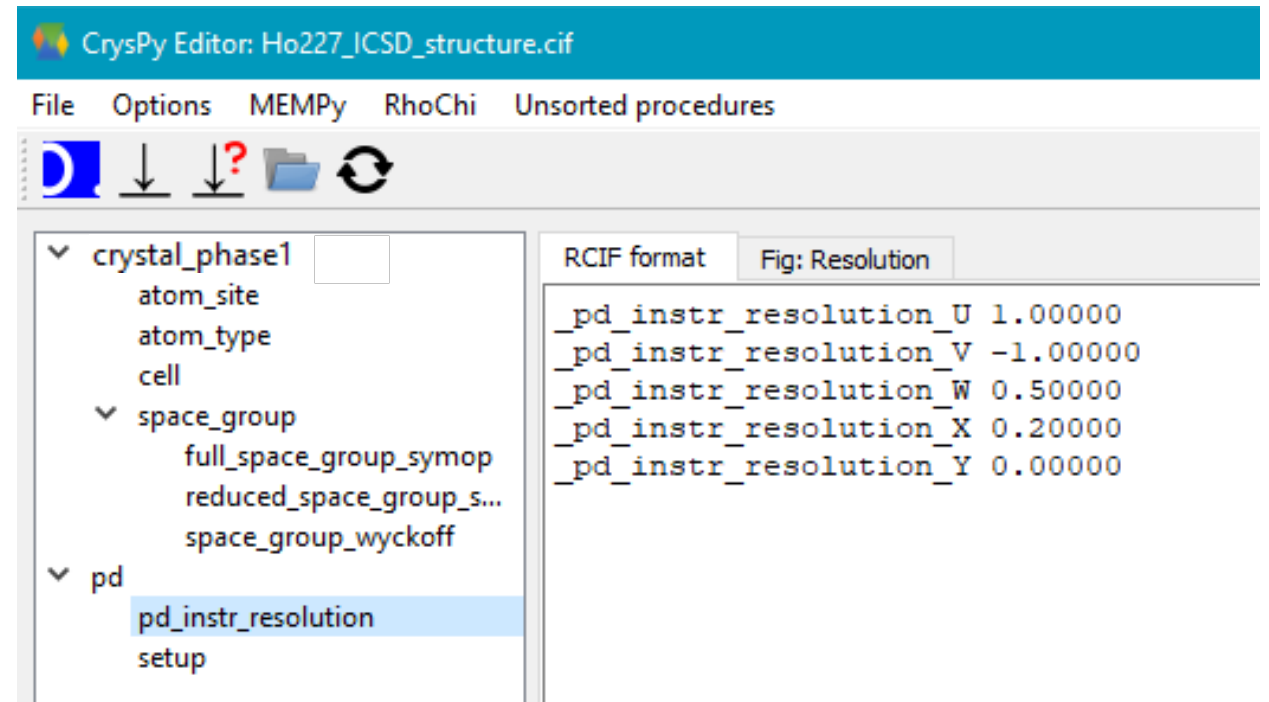 CrysPy Editor: Ho227_ICSD_structure.cif
File Options MEMPy RhoChi Unsorted procedures
?
crystal_phase1
atom_site
atom_type
cell
space_group
full_space_group_symop
reduced_space_group_s...
space_group_wyckoff
pd
pd_instr_resolution
setup
RCIF format Fig: Resolution
_pd_instr_resolution_U 1.00000
_pd_instr_resolution_V -1.00000
_pd_instr_resolution_W 0.50000
_pd_instr_resolution_X 0.20000
_pd_instr_resolution_Y 0.00000